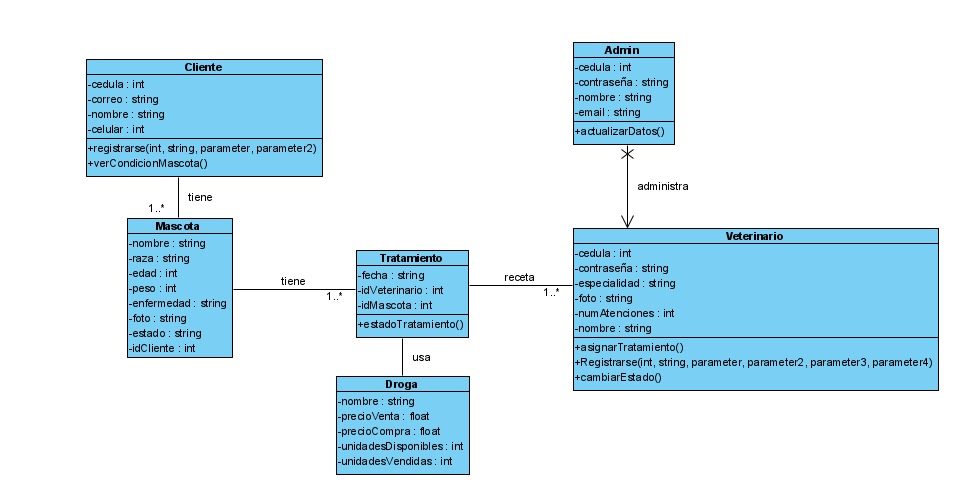 Cliente
-cedula : int
-correo : string
-nombre : string
-celular : int
+registrarse(int, string, parameter, parameter2)
+verCondicionMascota()
tiene
1..*
Mascota
-nombre : string
-raza : string
-edad : int
-peso : int
-enfermedad : string
-foto : string
-estado : string
-idCliente : int
tiene
1..*
Tratamiento
-fecha : string
-idVeterinario : int
-idMascota : int
+estadoTratamiento()
usa
Droga
-nombre : string
-precioVenta : float
-precioCompra : float
-unidadesDisponibles : int
-unidadesVendidas : int
receta
1..*
Admin
-cedula : int
-contraseña : string
-nombre : string
-email : string
+actualizarDatos()
administra
Veterinario
-cedula : int
-contraseña : string
-especialidad : string
-foto : string
-numAtenciones : int
-nombre : string
+asignarTratamiento()
+Registrarse(int, string, parameter, parameter2, parameter3, parameter4)
+cambiarEstado()